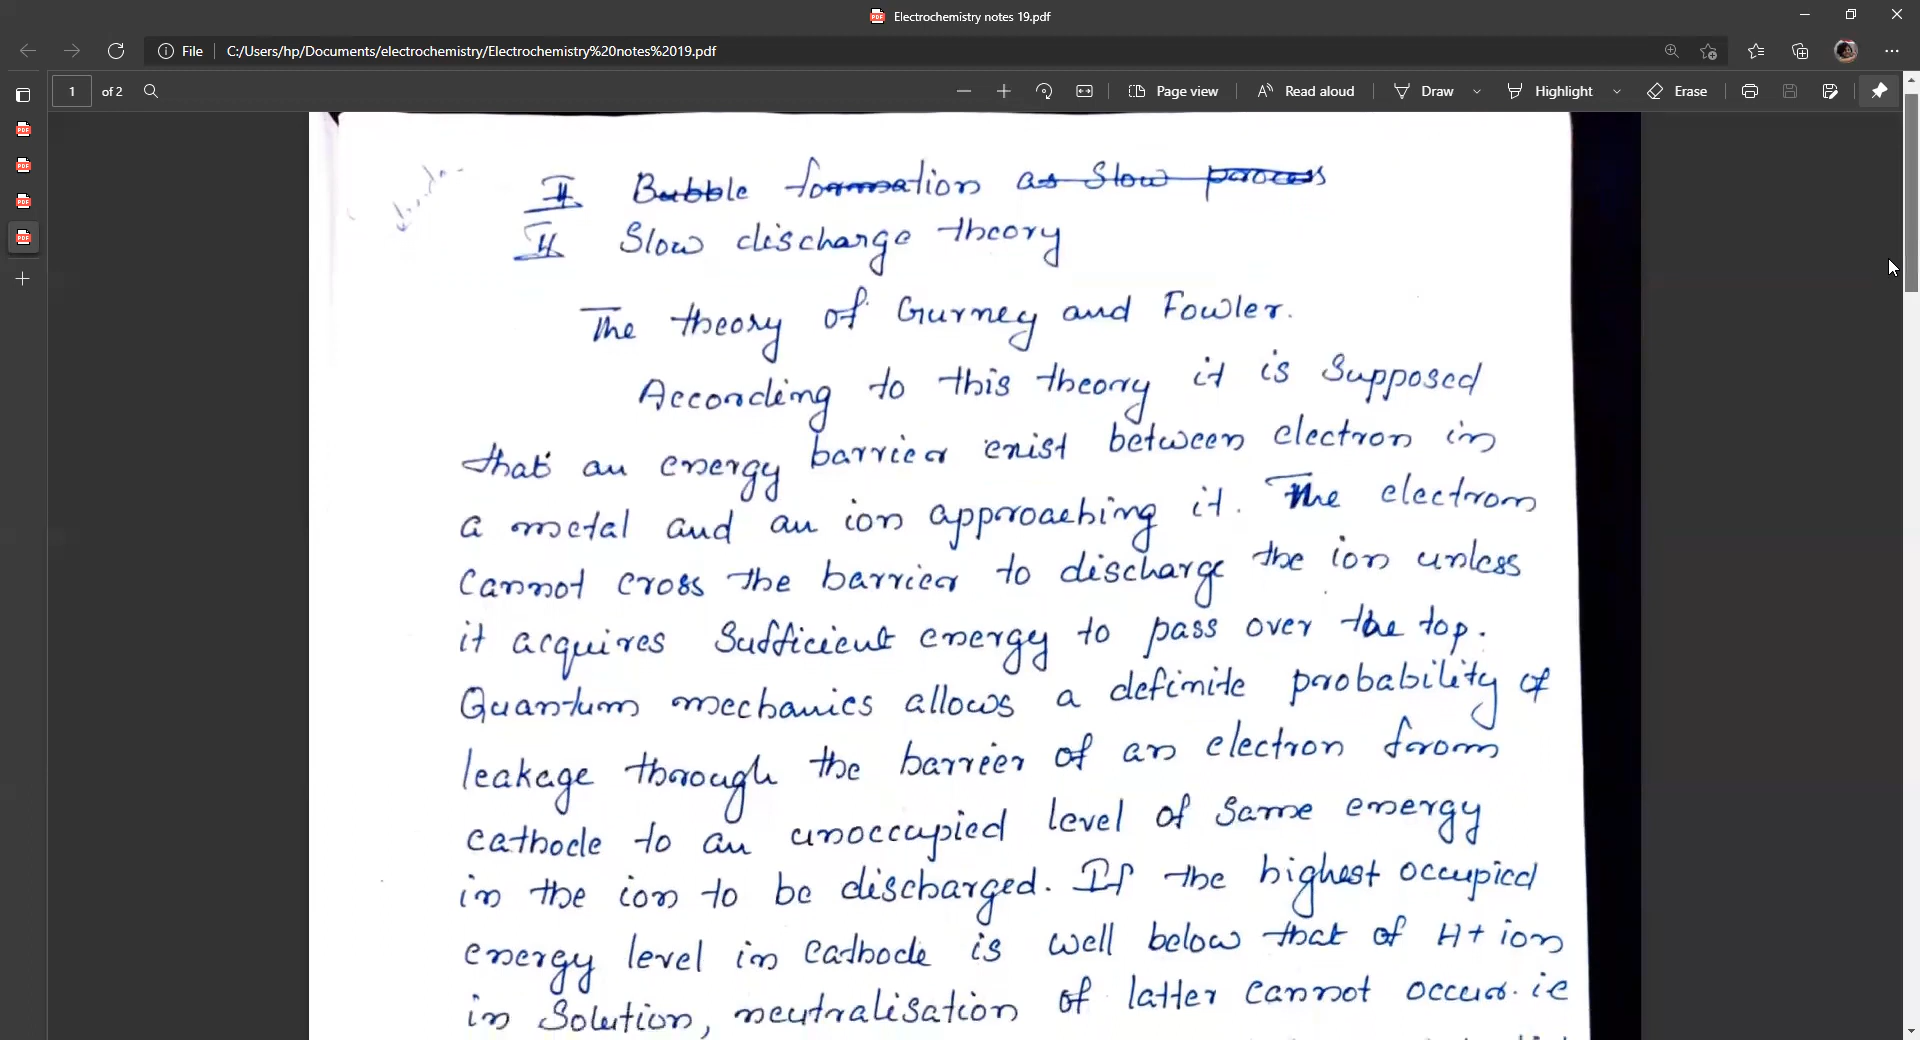 Electrochemistry notes 19.pdf
File C:/Users/hp/Documents/electrochemistry/Electrochemistry%20notes%2019.pdf
1 of 2 Page view Read aloud Draw Highlight Erase
II Bubble formation as Slow process
II Slow discharge theory
The theory of Gurney and Fowler.
According to this theory it is supposed
that an energy barrier exist between electron in
a metal and an ion approaching it. The electron
cannot cross the barrier to discharge the ion unless
it acquires sufficient energy to pass over the top.
Quantum mechanics allows a definite probability of
leakage through the barrier of an electron from
cathode to an unoccupied level of same energy
in the ion to be discharged. If the highest occupied
energy level in cathode is well below that of H+ ion
in solution, neutralisation of latter cannot occur. ie